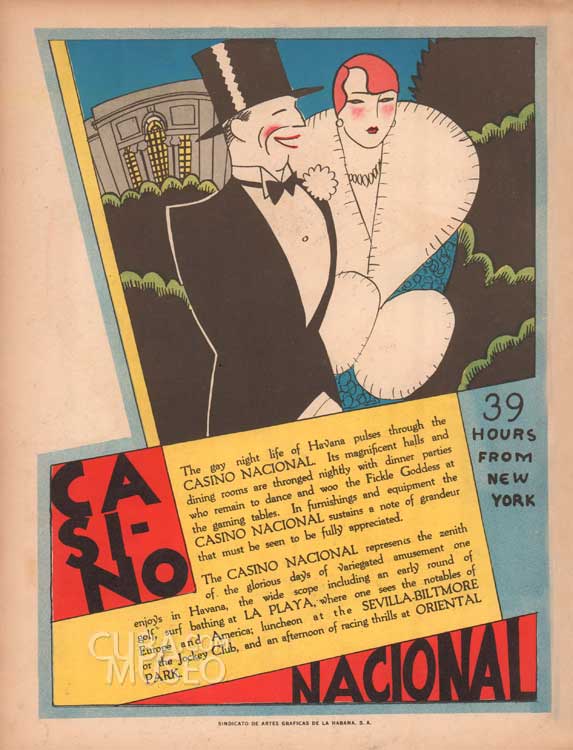 39
HOURS
FROM
NEW
YORK
CA
SI-
NO
The gay night life of Havana pulses through the
CASINO NACIONAL. Its magnificent halls and
dining rooms are thronged nightly with dinner parties
who remain to dance and woo the Fickle Goddess at
the gaming tables. In furnishings and equipment the
CASINO NACIONAL sustains a note of grandeur
that must be seen to be fully appreciated.
The CASINO NACIONAL represents the zenith
of the glorious days of variegated amusement one
enjoys in Havana, the wide scope including an early round of
golf, surf bathing at LA PLAYA, where one sees the notables of
Europe and America; luncheon at the SEVILLA-BILTMORE
or the Jockey Club, and an afternoon of racing thrills at ORIENTAL
PARK.
NACIONAL
CUBA
MUSEO
SINDICATO DE ARTES GRAFICAS DE LA HABANA, S. A.